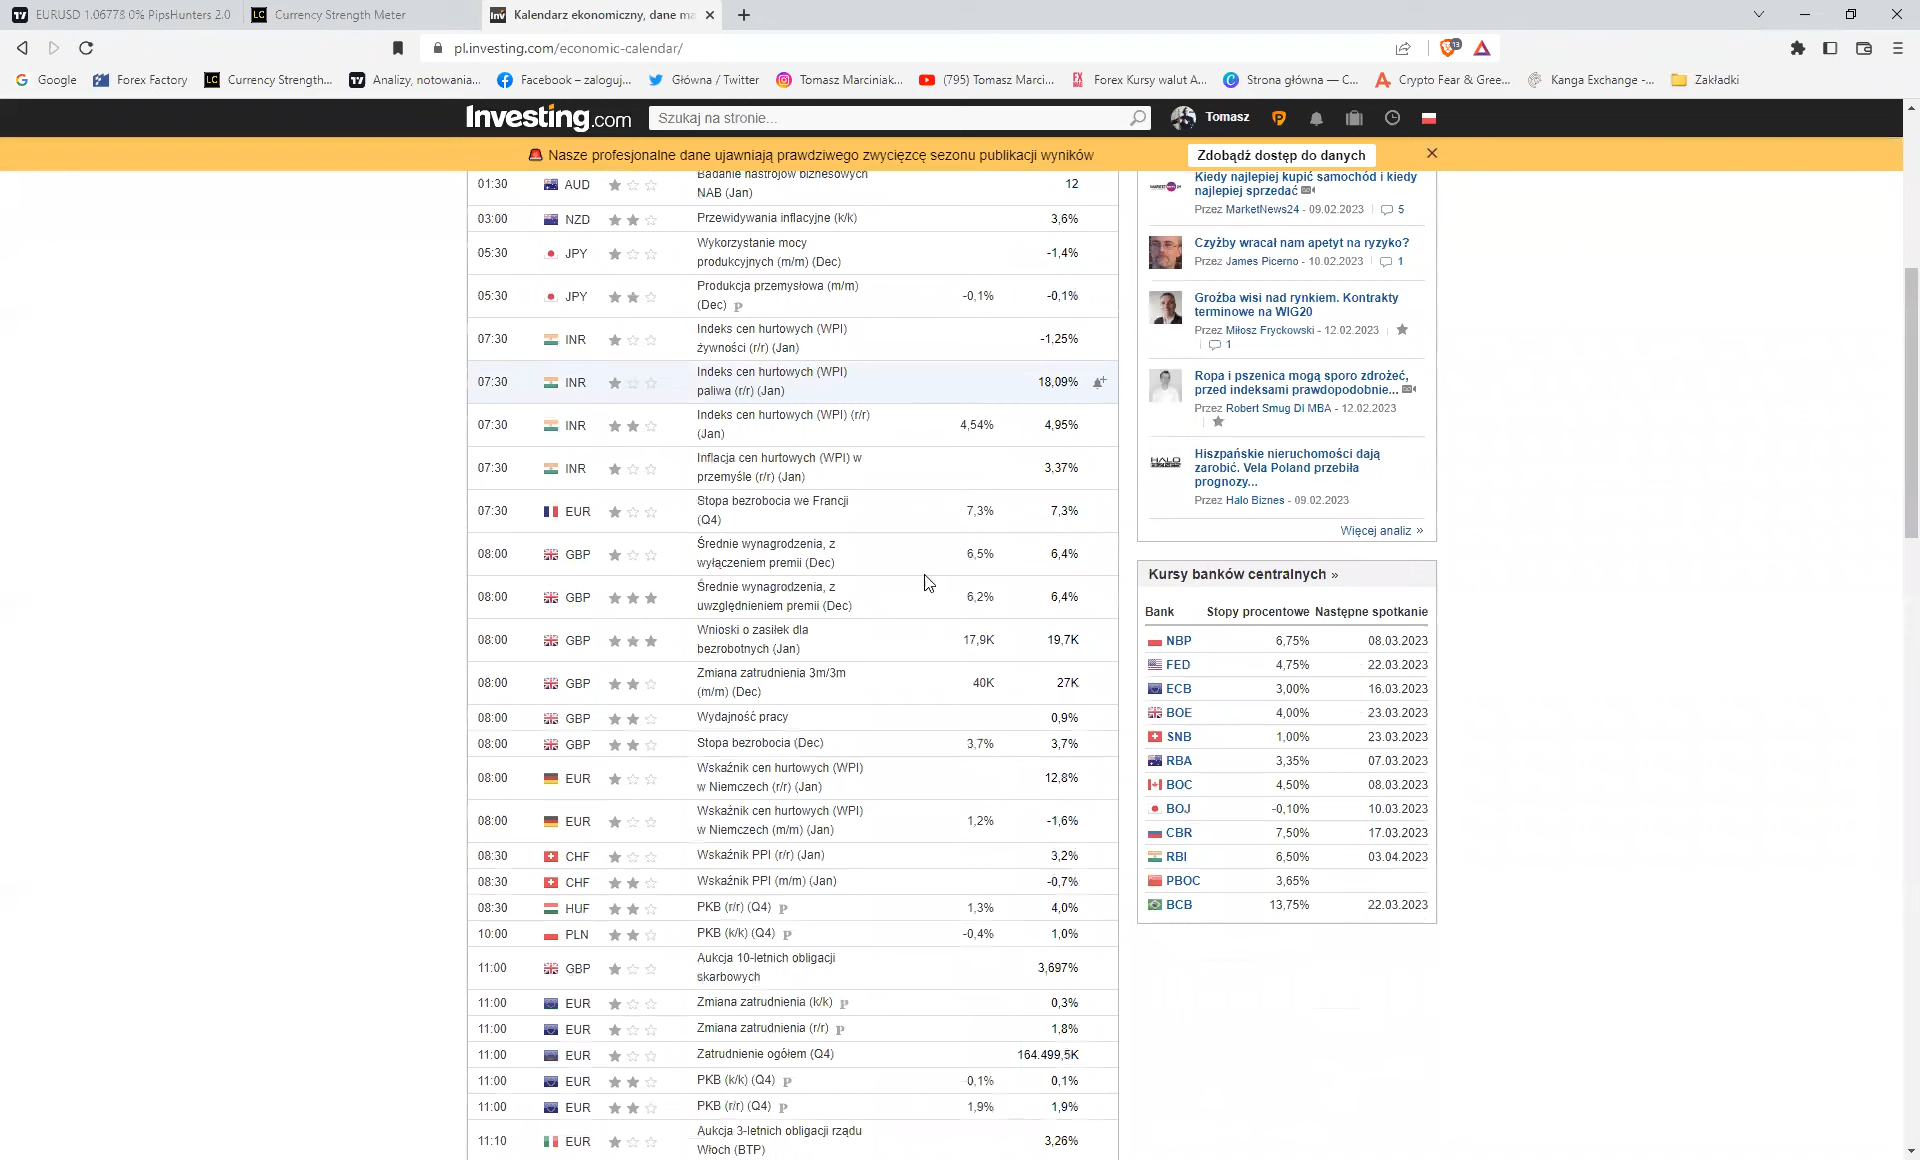 EURUSD 1.06778 0% PipsHunters 2.0
Currency Strength Meter
Kalendarz ekonomiczny, dane ma
pl.investing.com/economic-calendar/
Google
Forex Factory
Currency Strength...
Analizy, notowania...
Facebook – zaloguj...
Główna / Twitter
Tomasz Marciniak...
(795) Tomasz Marci...
Forex Kursy walut A...
Strona główna — C...
Crypto Fear & Gree...
Kanga Exchange -...
Zakładki
Investing.com
Szukaj na stronie...
Tomasz
Nasze profesjonalne dane ujawniają prawdziwego zwycięzcę sezonu publikacji wyników
Zdobądź dostęp do danych
01:30 AUD Badanie nastrojów biznesowych NAB (Jan) 12
03:00 NZD Przewidywania inflacyjne (k/k) 3,6%
05:30 JPY Wykorzystanie mocy produkcyjnych (m/m) (Dec) -1,4%
05:30 JPY Produkcja przemysłowa (m/m) (Dec) P -0,1% -0,1%
07:30 INR Indeks cen hurtowych (WPI) żywności (r/r) (Jan) -1,25%
07:30 INR Indeks cen hurtowych (WPI) paliwa (r/r) (Jan) 18,09%
07:30 INR Indeks cen hurtowych (WPI) (r/r) (Jan) 4,54% 4,95%
07:30 INR Inflacja cen hurtowych (WPI) w przemyśle (r/r) (Jan) 3,37%
07:30 EUR Stopa bezrobocia we Francji (Q4) 7,3% 7,3%
08:00 GBP Średnie wynagrodzenia, z wyłączeniem premii (Dec) 6,5% 6,4%
08:00 GBP Średnie wynagrodzenia, z uwzględnieniem premii (Dec) 6,2% 6,4%
08:00 GBP Wnioski o zasiłek dla bezrobotnych (Jan) 17,9K 19,7K
08:00 GBP Zmiana zatrudnienia 3m/3m (m/m) (Dec) 40K 27K
08:00 GBP Wydajność pracy 0,9%
08:00 GBP Stopa bezrobocia (Dec) 3,7% 3,7%
08:00 EUR Wskaźnik cen hurtowych (WPI) w Niemczech (r/r) (Jan) 12,8%
08:00 EUR Wskaźnik cen hurtowych (WPI) w Niemczech (m/m) (Jan) 1,2% -1,6%
08:30 CHF Wskaźnik PPI (r/r) (Jan) 3,2%
08:30 CHF Wskaźnik PPI (m/m) (Jan) -0,7%
08:30 HUF PKB (r/r) (Q4) P 1,3% 4,0%
10:00 PLN PKB (k/k) (Q4) P -0,4% 1,0%
11:00 GBP Aukcja 10-letnich obligacji skarbowych 3,697%
11:00 EUR Zmiana zatrudnienia (k/k) P 0,3%
11:00 EUR Zmiana zatrudnienia (r/r) P 1,8%
11:00 EUR Zatrudnienie ogółem (Q4) 164.499,5K
11:00 EUR PKB (k/k) (Q4) P 0,1% 0,1%
11:00 EUR PKB (r/r) (Q4) P 1,9% 1,9%
11:10 EUR Aukcja 3-letnich obligacji rządu Włoch (BTP) 3,26%
Kiedy najlepiej kupić samochód i kiedy
najlepiej sprzedać
Przez MarketNews24 - 09.02.2023 5
Czyżby wracał nam apetyt na ryzyko?
Przez James Picerno - 10.02.2023 1
Groźba wisi nad rynkiem. Kontrakty
terminowe na WIG20
Przez Miłosz Fryckowski - 12.02.2023
1
Ropa i pszenica mogą sporo zdrożeć,
przed indeksami prawdopodobnie...
Przez Robert Smug DI MBA - 12.02.2023
HALO
Hiszpańskie nieruchomości dają
zarobić. Vela Poland przebiła
prognozy...
Przez Halo Biznes - 09.02.2023
Więcej analiz »
Kursy banków centralnych »
Bank Stopy procentowe Następne spotkanie
NBP 6,75% 08.03.2023
FED 4,75% 22.03.2023
ECB 3,00% 16.03.2023
BOE 4,00% 23.03.2023
SNB 1,00% 23.03.2023
RBA 3,35% 07.03.2023
BOC 4,50% 08.03.2023
BOJ -0,10% 10.03.2023
CBR 7,50% 17.03.2023
RBI 6,50% 03.04.2023
PBOC 3,65%
BCB 13,75% 22.03.2023